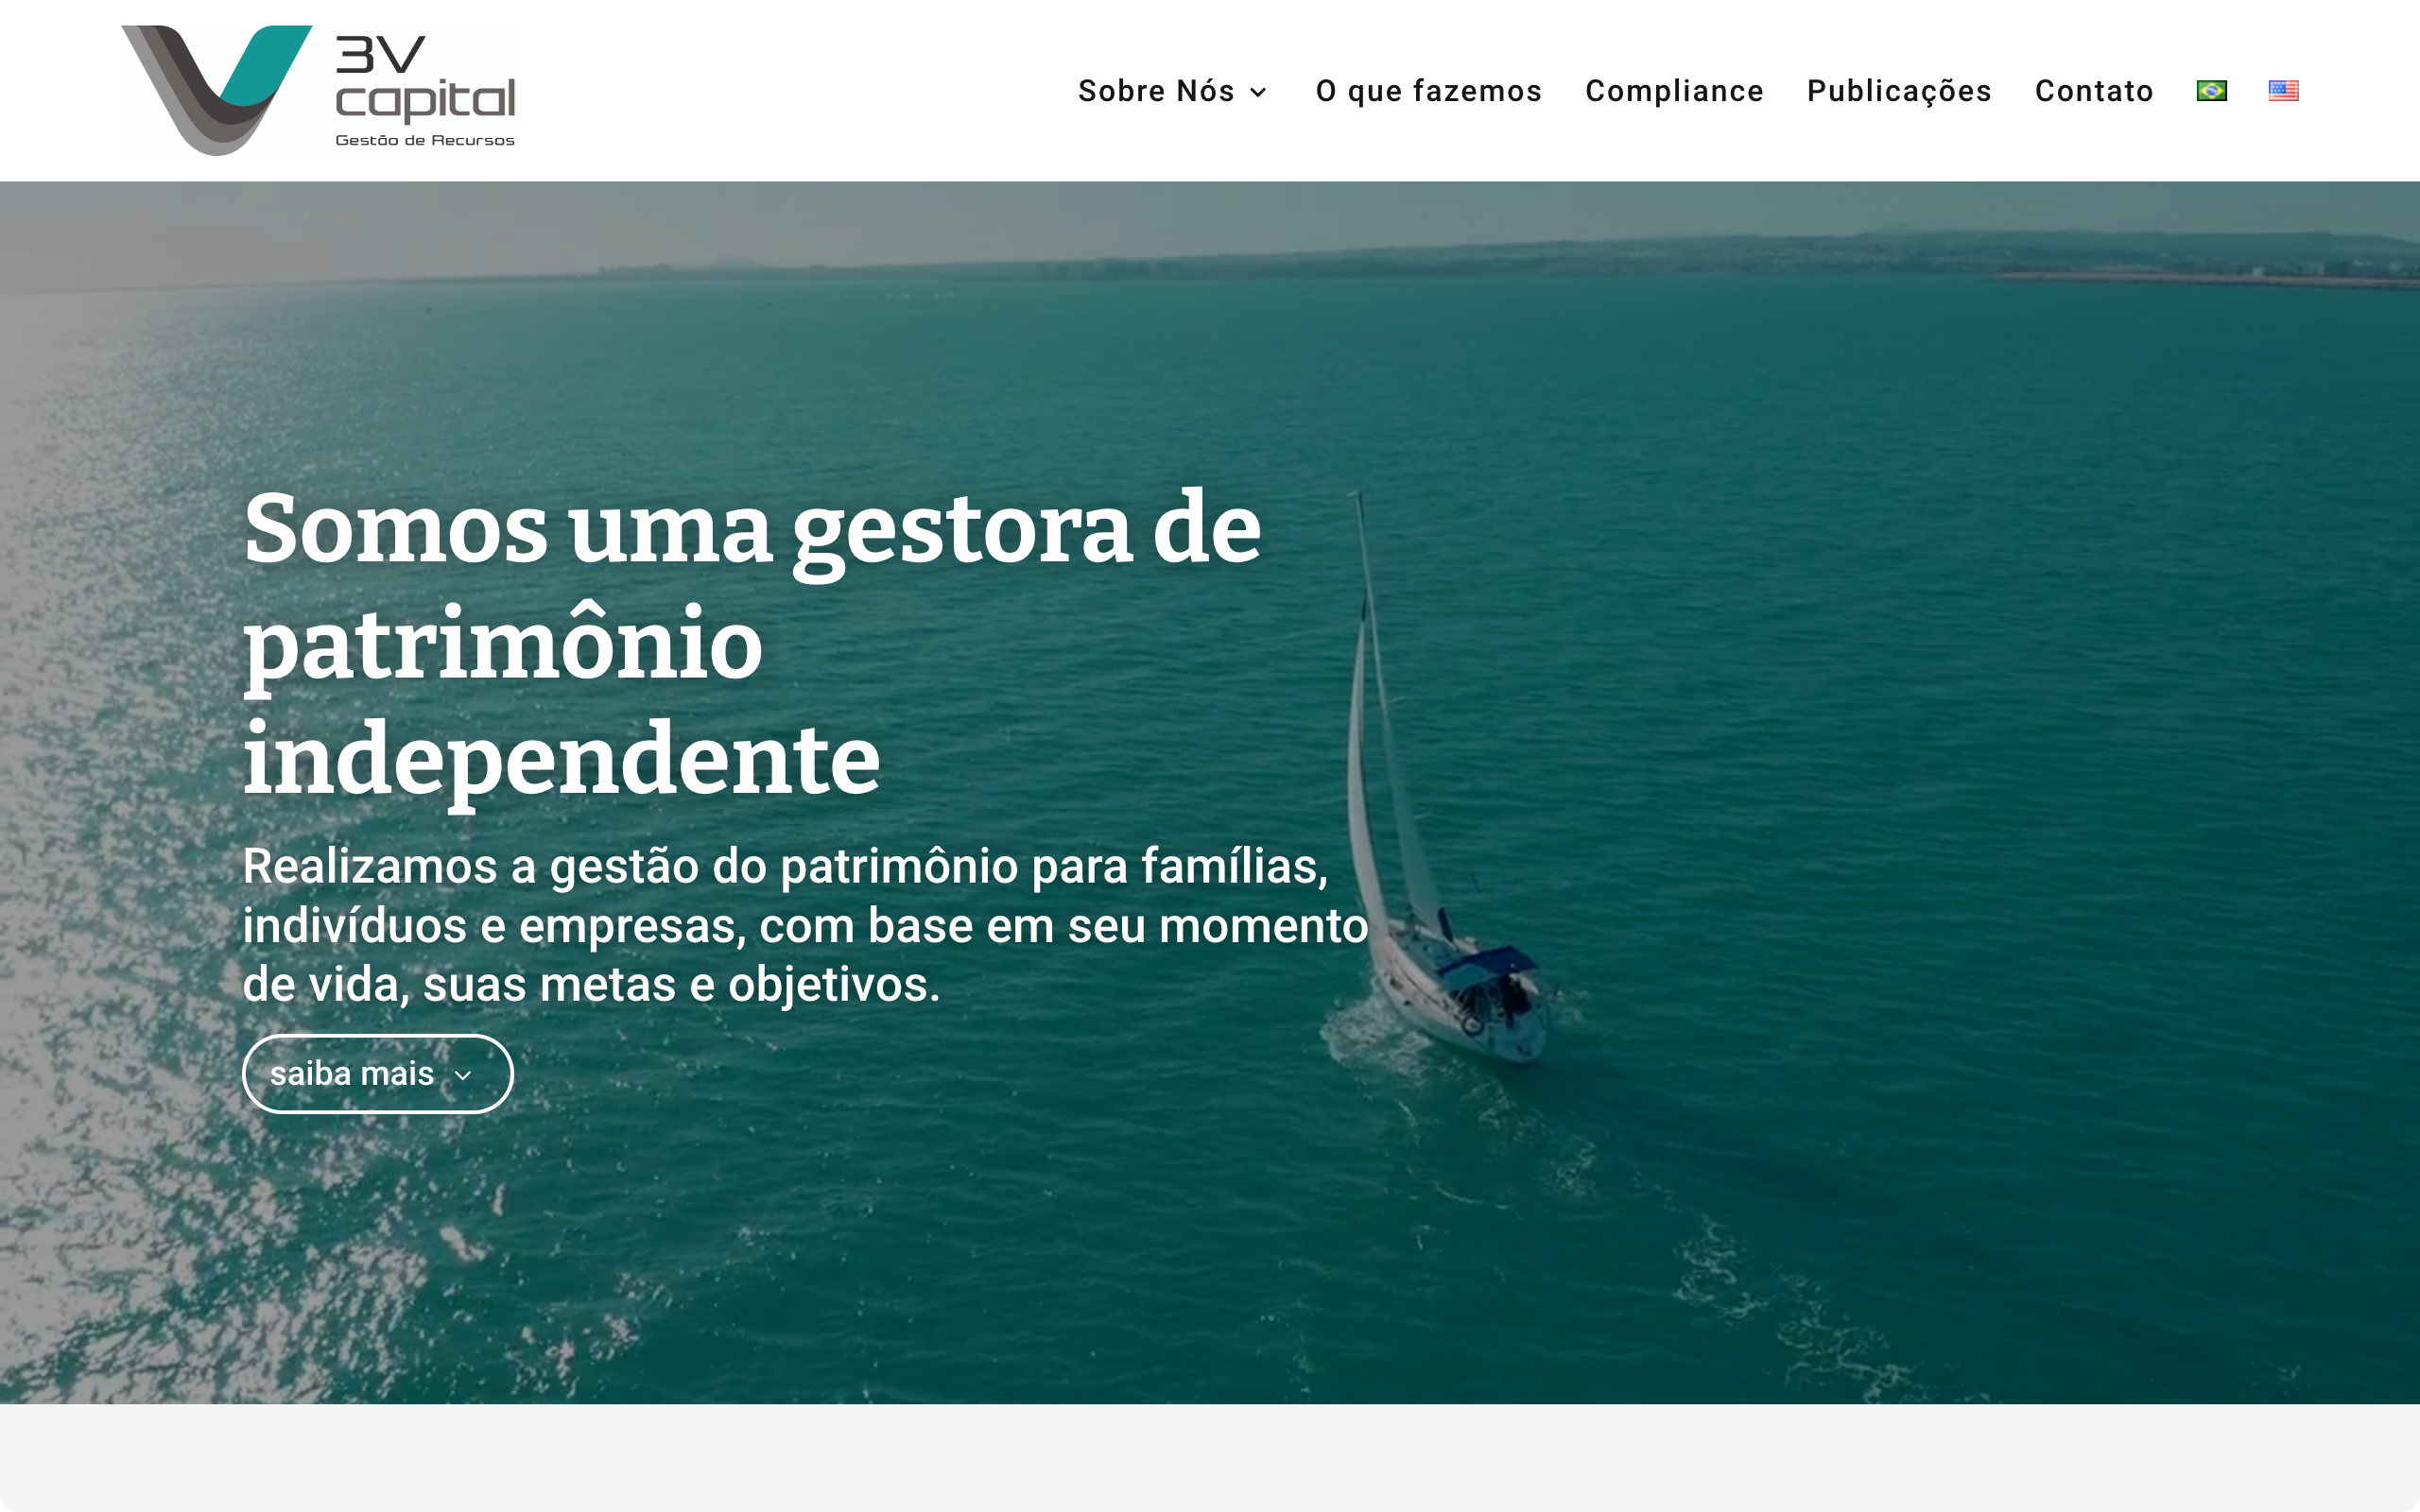 3V
capital
Gestão de Recursos
Sobre Nós
O que fazemos
Compliance
Publicações
Contato
Somos uma gestora de
patrimônio
independente
Realizamos a gestão do patrimônio para famílias,
indivíduos e empresas, com base em seu momento
de vida, suas metas e objetivos.
saiba mais